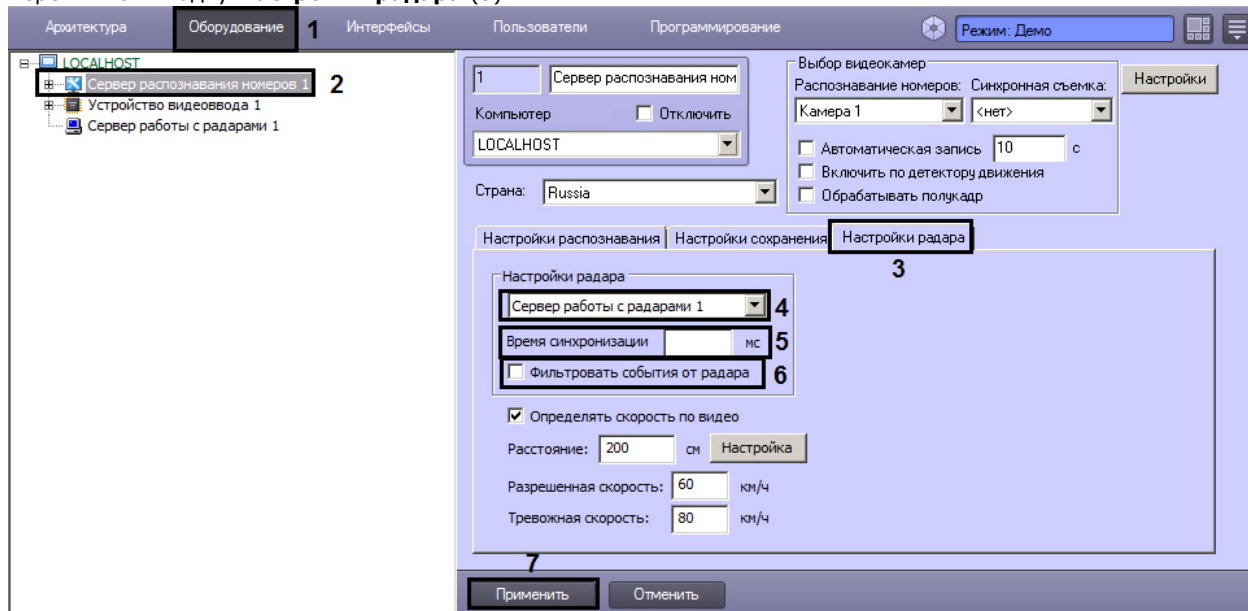 Архитектура Оборудование 1 Интерфейсы Пользователи Программирование Режим: Демо
LOCALHOST
Сервер распознавания номеров 1 2
Устройство видеоввода 1
Сервер работы с радарами 1
1 Сервер распознавания ном
Компьютер Отключить
LOCALHOST
Страна: Russia
Выбор видеокамер
Распознавание номеров: Синхронная съемка:
Камера 1 <нет>
Автоматическая запись 10 с
Включить по детектору движения
Обрабатывать полукадр
Настройки
Настройки распознавания Настройки сохранения Настройки радара
3
Настройки радара
Сервер работы с радарами 1 4
Время синхронизации мс 5
Фильтровать события от радара 6
Определять скорость по видео
Расстояние: 200 см Настройка
Разрешенная скорость: 60 км/ч
Тревожная скорость: 80 км/ч
7
Применить Отменить